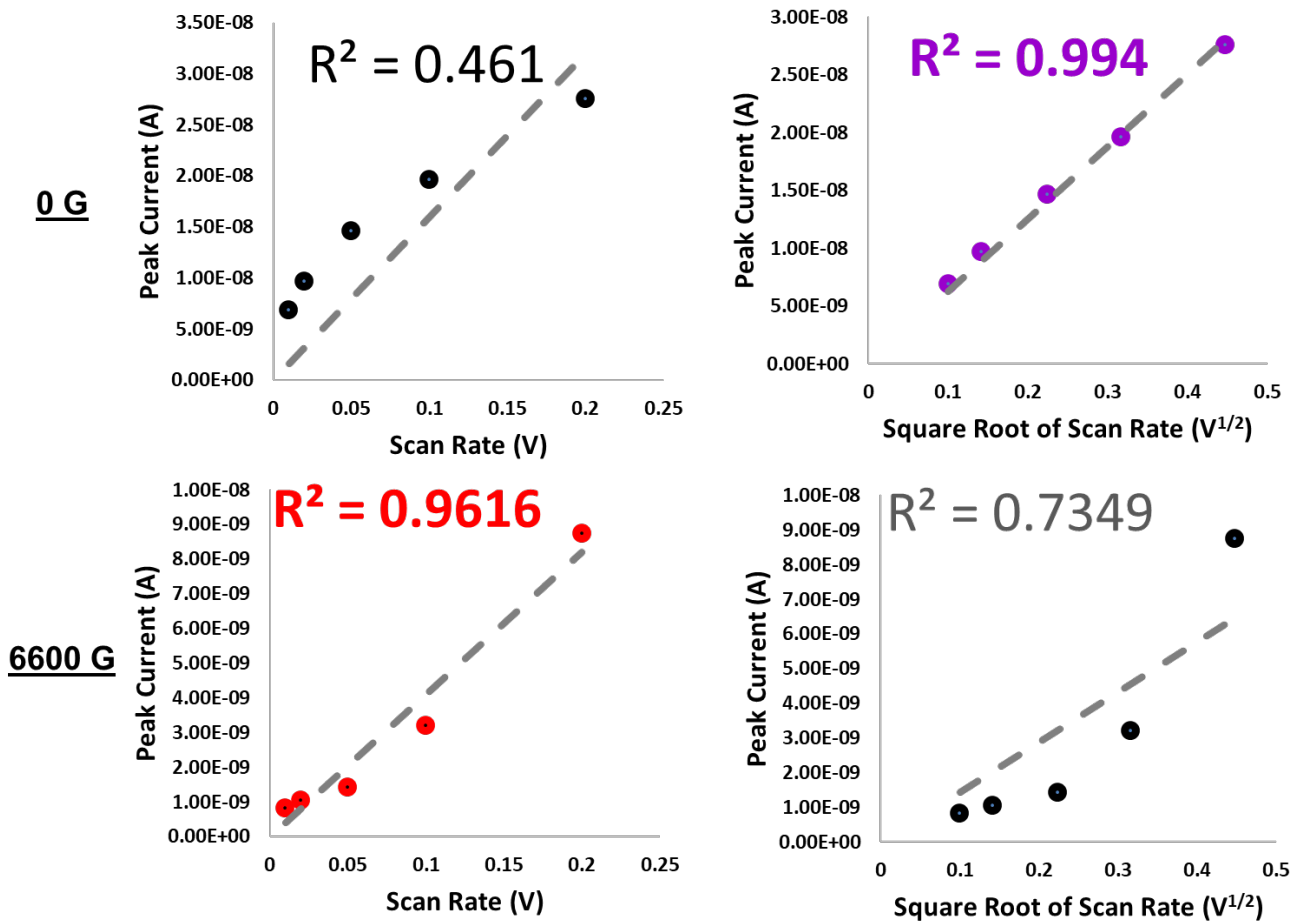 0 G
Peak Current (A)
3.50E-08
3.00E-08
2.50E-08
2.00E-08
1.50E-08
1.00E-08
5.00E-09
0.00E+00
R² = 0.461
0 0.05 0.1 0.15 0.2 0.25
Scan Rate (V)
Peak Current (A)
3.00E-08
2.50E-08
2.00E-08
1.50E-08
1.00E-08
5.00E-09
0.00E+00
R² = 0.994
0 0.1 0.2 0.3 0.4 0.5
Square Root of Scan Rate (V^1/2)
6600 G
Peak Current (A)
1.00E-08
9.00E-09
8.00E-09
7.00E-09
6.00E-09
5.00E-09
4.00E-09
3.00E-09
2.00E-09
1.00E-09
0.00E+00
R² = 0.9616
0 0.05 0.1 0.15 0.2 0.25
Scan Rate (V)
Peak Current (A)
1.00E-08
9.00E-09
8.00E-09
7.00E-09
6.00E-09
5.00E-09
4.00E-09
3.00E-09
2.00E-09
1.00E-09
0.00E+00
R² = 0.7349
0 0.1 0.2 0.3 0.4 0.5
Square Root of Scan Rate (V^1/2)